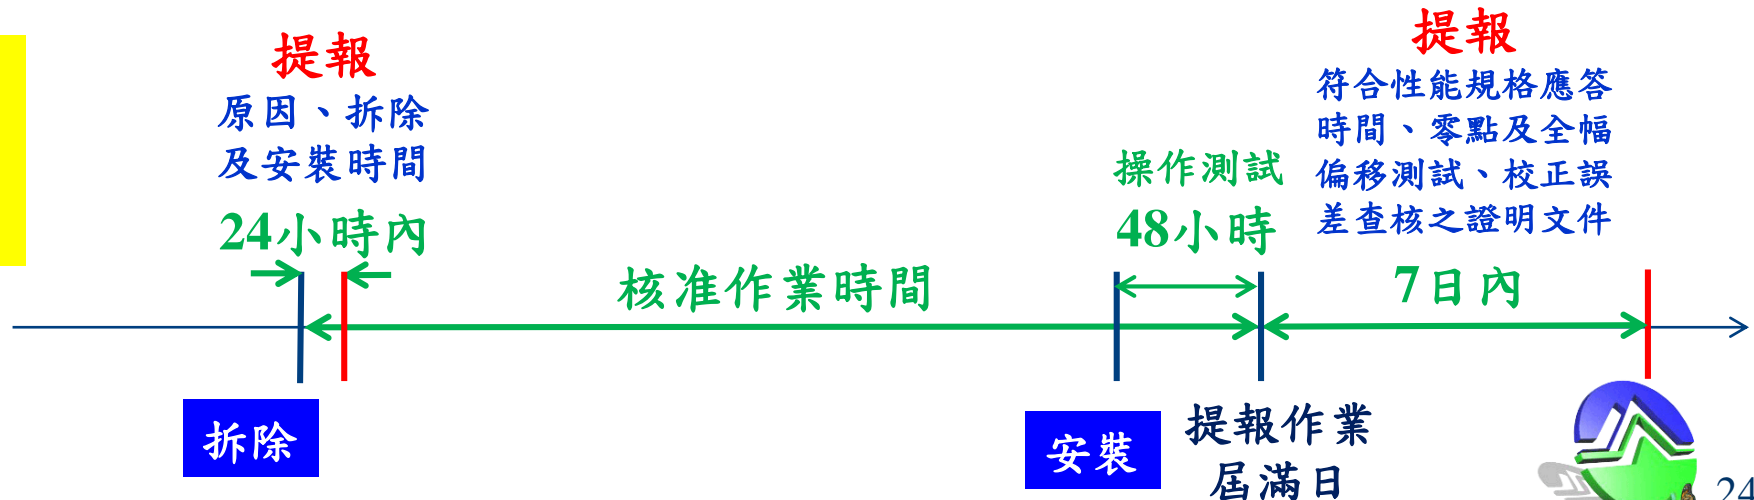 提報
原因、拆除
及安裝時間
24小時內
核准作業時間
操作測試
48小時
提報
符合性能規格應答
時間、零點及全幅
偏移測試、校正誤
差查核之證明文件
7日內
拆除
安裝
提報作業
屆滿日
24